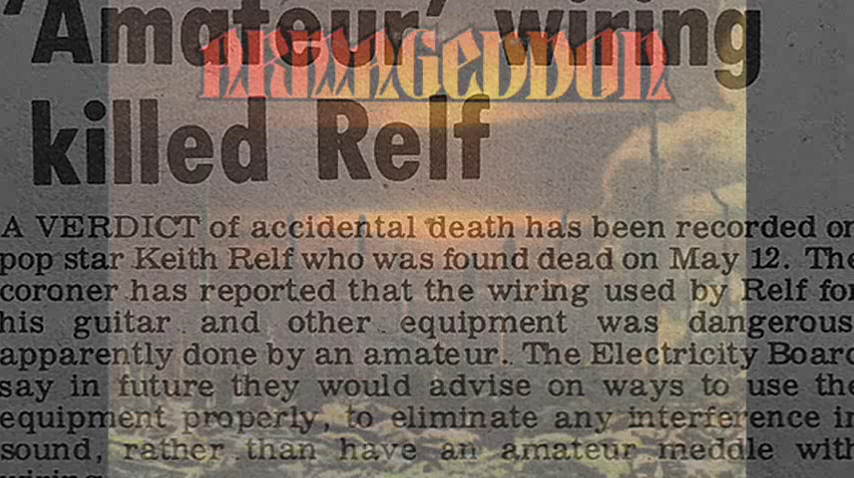 'Amateur' wiring
ARMAGEDDON
killed Relf
A VERDICT of accidental death has been recorded on
pop star Keith Relf who was found dead on May 12. The
coroner has reported that the wiring used by Relf for
his guitar and other equipment was dangerous,
apparently done by an amateur. The Electricity Board
say in future they would advise on ways to use the
equipment properly, to eliminate any interference in
sound, rather than have an amateur meddle with
wiring